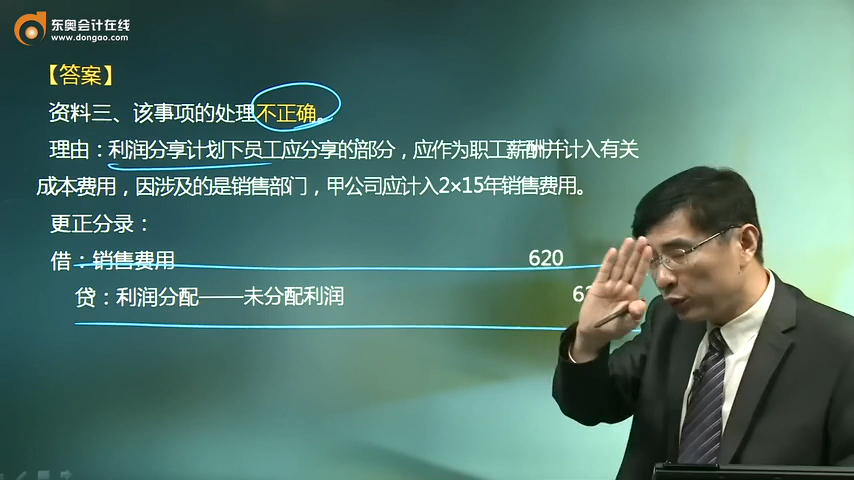 东奥会计在线
www.dongao.com
【答案】
资料三、该事项的处理不正确。
理由：利润分享计划下员工应分享的部分，应作为职工薪酬并计入有关
成本费用，因涉及的是销售部门，甲公司应计入2×15年销售费用。
更正分录：
借：销售费用 620
贷：利润分配——未分配利润